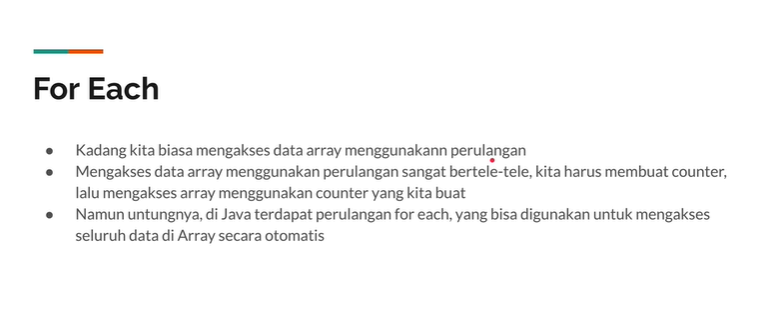 For Each
● Kadang kita biasa mengakses data array menggunakann perulangan
● Mengakses data array menggunakan perulangan sangat bertele-tele, kita harus membuat counter,
lalu mengakses array menggunakan counter yang kita buat
● Namun untungnya, di Java terdapat perulangan for each, yang bisa digunakan untuk mengakses
seluruh data di Array secara otomatis